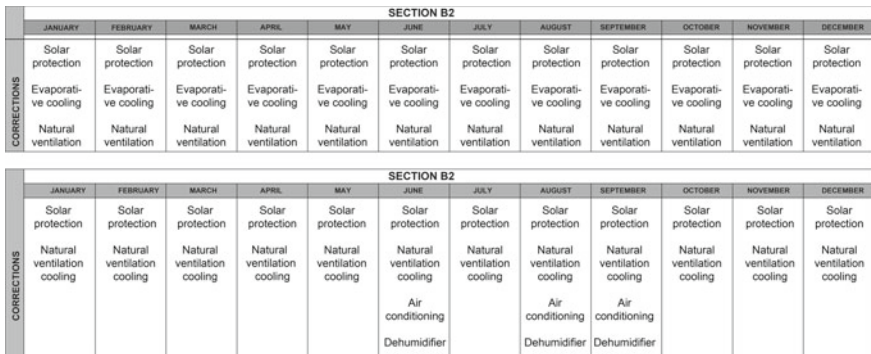 SECTION B2
JANUARY FEBRUARY MARCH APRIL MAY JUNE JULY AUGUST SEPTEMBER OCTOBER NOVEMBER DECEMBER
CORRECTIONS
Solar Solar Solar Solar Solar Solar Solar Solar Solar Solar Solar Solar
protection protection protection protection protection protection protection protection protection protection protection protection
Evaporati- Evaporati- Evaporati- Evaporati- Evaporati- Evaporati- Evaporati- Evaporati- Evaporati- Evaporati- Evaporati- Evaporati-
ve cooling ve cooling ve cooling ve cooling ve cooling ve cooling ve cooling ve cooling ve cooling ve cooling ve cooling ve cooling
Natural Natural Natural Natural Natural Natural Natural Natural Natural Natural Natural Natural
ventilation ventilation ventilation ventilation ventilation ventilation ventilation ventilation ventilation ventilation ventilation ventilation
SECTION B2
JANUARY FEBRUARY MARCH APRIL MAY JUNE JULY AUGUST SEPTEMBER OCTOBER NOVEMBER DECEMBER
CORRECTIONS
Solar Solar Solar Solar Solar Solar Solar Solar Solar Solar Solar Solar
protection protection protection protection protection protection protection protection protection protection protection protection
Natural Natural Natural Natural Natural Natural Natural Natural Natural Natural Natural Natural
ventilation ventilation ventilation ventilation ventilation ventilation ventilation ventilation ventilation ventilation ventilation ventilation
cooling cooling cooling cooling cooling cooling cooling cooling cooling cooling cooling cooling
Air Air Air
conditioning conditioning conditioning
Dehumidifier Dehumidifier Dehumidifier